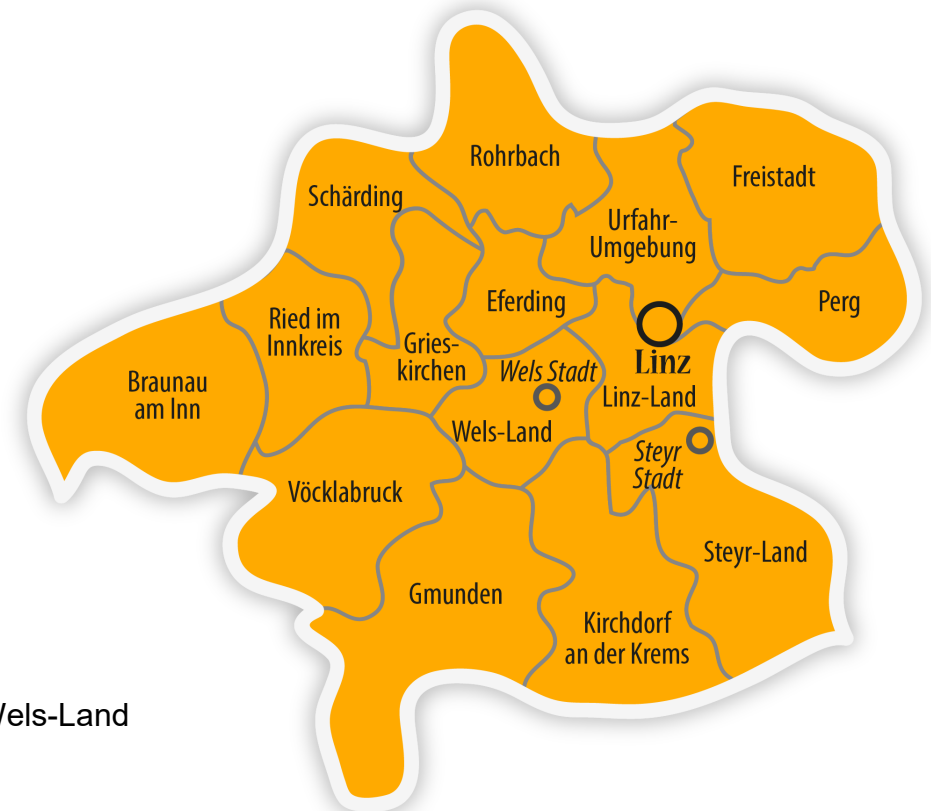 Rohrbach
Freistadt
Schärding
Urfahr-
Umgebung
Eferding
Perg
Ried im
Innkreis
Gries-
kirchen
Linz
Wels Stadt
Braunau
am Inn
Linz-Land
Wels-Land
Steyr
Stadt
Vöcklabruck
Steyr-Land
Gmunden
Kirchdorf
an der Krems
Wels-Land